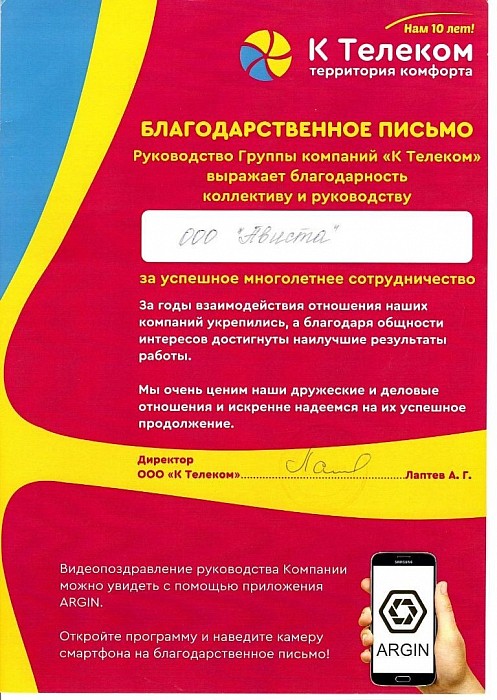 Нам 10 лет!
К Телеком
территория комфорта
БЛАГОДАРСТВЕННОЕ ПИСЬМО
Руководство Группы компаний «К Телеком»
выражает благодарность
коллективу и руководству
ООО "Ависта"
за успешное многолетнее сотрудничество
За годы взаимодействия отношения наших
компаний укрепились, а благодаря общности
интересов достигнуты наилучшие результаты
работы.
Мы очень ценим наши дружеские и деловые
отношения и искренне надеемся на их успешное
продолжение.
Директор
ООО «К Телеком»........Лаптев А. Г.
Видеопоздравление руководства Компании
можно увидеть с помощью приложения
ARGIN.
Откройте программу и наведите камеру
смартфона на благодарственное письмо!
SAMSUNG
ARGIN